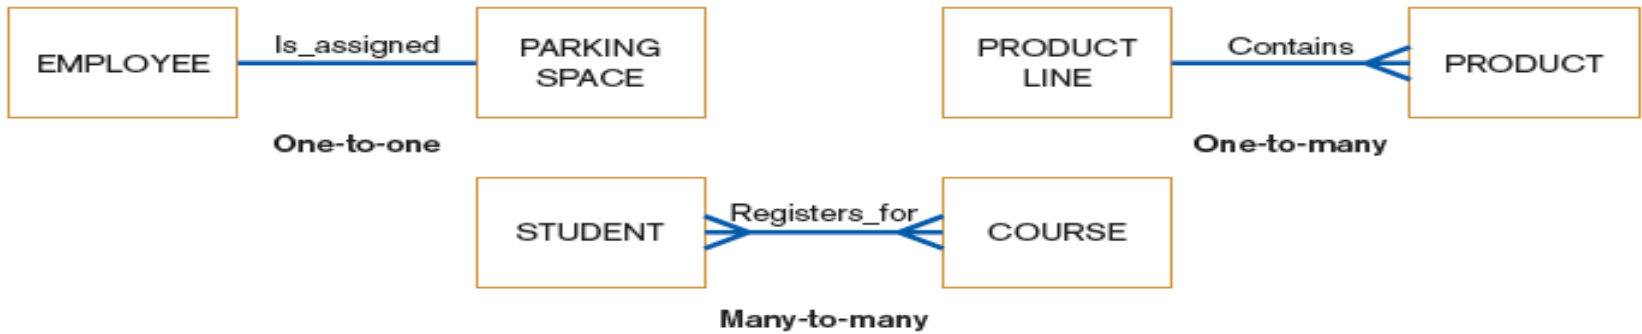 EMPLOYEE
Is_assigned
PARKING
SPACE
One-to-one
PRODUCT
LINE
Contains
PRODUCT
One-to-many
STUDENT
Registers_for
COURSE
Many-to-many